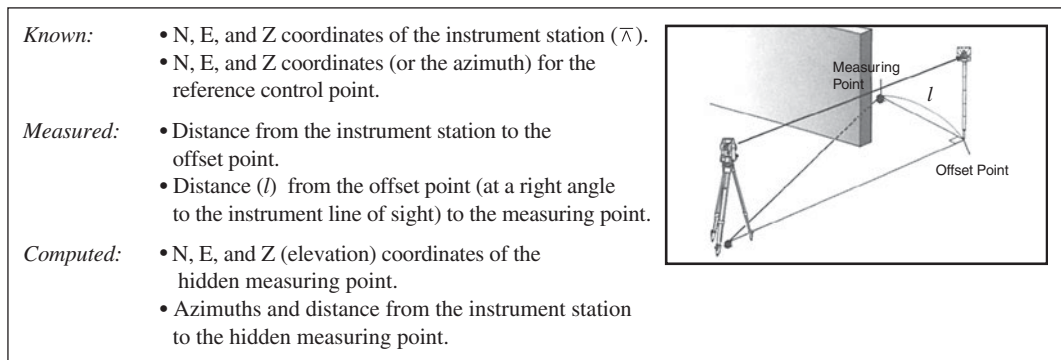 Known:
• N, E, and Z coordinates of the instrument station (⊼).
• N, E, and Z coordinates (or the azimuth) for the
reference control point.
Measured:
• Distance from the instrument station to the
offset point.
• Distance (l) from the offset point (at a right angle
to the instrument line of sight) to the measuring point.
Computed:
• N, E, and Z (elevation) coordinates of the
hidden measuring point.
• Azimuths and distance from the instrument station
to the hidden measuring point.
Measuring
Point
l
Offset Point